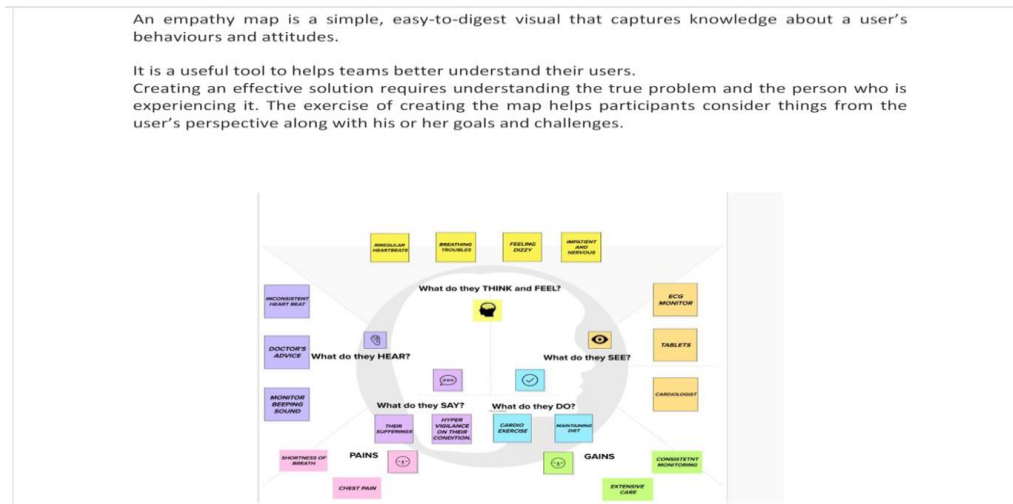 An empathy map is a simple, easy-to-digest visual that captures knowledge about a user's
behaviours and attitudes.
It is a useful tool to helps teams better understand their users.
Creating an effective solution requires understanding the true problem and the person who is
experiencing it. The exercise of creating the map helps participants consider things from the
user's perspective along with his or her goals and challenges.
IRREGULAR
HEARTBEATS
BREATHING
TROUBLES
FEELING
DIZZY
IMPATIENT
AND
NERVOUS
What do they THINK and FEEL?
INCONSISTENT
HEART BEAT
DOCTOR'S
ADVICE
MONITOR
BEEPING
SOUND
What do they HEAR?
What do they SEE?
ECG
MONITOR
TABLETS
CARDIOLOGIST
What do they SAY?
THEIR
SUFFERINGS
HYPER
VIGILANCE
ON THEIR
CONDITION.
What do they DO?
CARDIO
EXERCISE
MAINTAINING
DIET
PAINS
SHORTNESS OF
BREATH
CHEST PAIN
GAINS
CONSISTETNT
MONITORING
EXTENSIVE
CARE